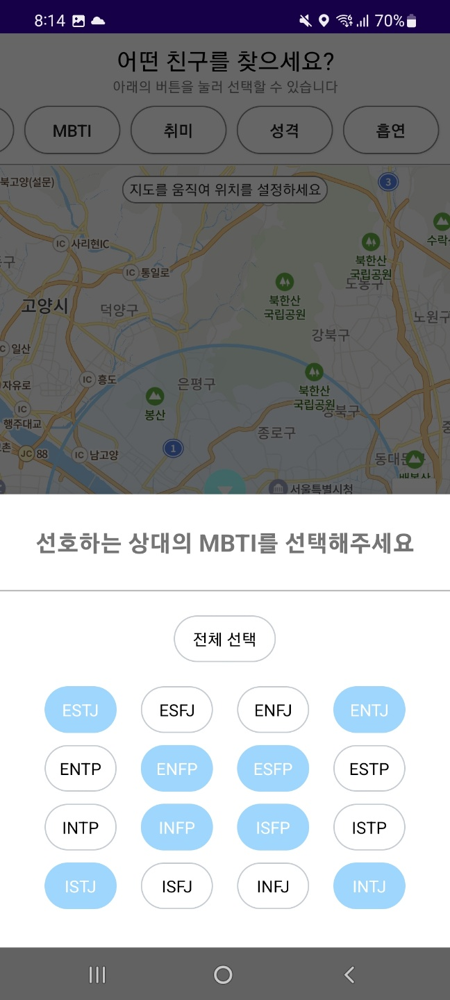 8:14
70%
어떤 친구를 찾으세요?
아래의 버튼을 눌러 선택할 수 있습니다
MBTI 취미 성격 흡연
북고양(설문)
지도를 움직여 위치를 설정하세요
3
IC 사리현IC
수락
북한산
국립공원
구
IC 통일로
도봉구
북한산
국립공원
고양시
덕양구
노원구
강북구
IC 일산
IC 흥도
자유로
은평구
북한산
국립공원
성북구
IC
행주대교
봉산
종로구
1
JC 88
IC 남고양
동대문구
서울특별시청
선호하는 상대의 MBTI를 선택해주세요
전체 선택
ESTJ ESFJ ENFJ ENTJ
ENTP ENFP ESFP ESTP
INTP INFP ISFP ISTP
ISTJ ISFJ INFJ INTJ